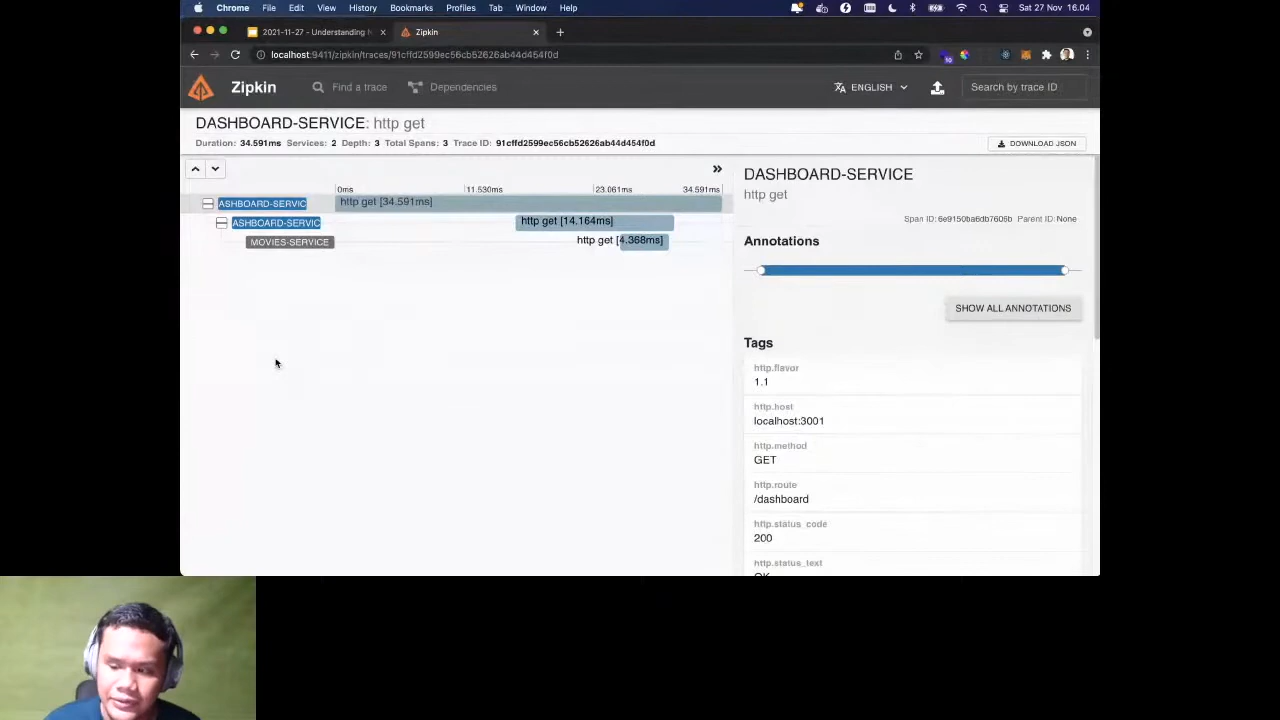 Chrome File Edit View History Bookmarks Profiles Tab Window Help Sat 27 Nov 16.04
2021-11-27 - Understanding
Zipkin
localhost:9411/zipkin/traces/91cffd2599ec56cb52626ab44d454f0d
Zipkin
Find a trace
Dependencies
ENGLISH
Search by trace ID
DASHBOARD-SERVICE: http get
Duration: 34.591ms Services: 2 Depth: 3 Total Spans: 3 Trace ID: 91cffd2599ec56cb52626ab44d454f0d
DOWNLOAD JSON
0ms 11.530ms 23.061ms 34.591ms
ASHBOARD-SERVIC http get [34.591ms]
ASHBOARD-SERVIC http get [14.164ms]
MOVIES-SERVICE http get [4.368ms]
DASHBOARD-SERVICE
http get
Span ID: 6e9150ba6db7606b Parent ID: None
Annotations
SHOW ALL ANNOTATIONS
Tags
http.flavor
1.1
http.host
localhost:3001
http.method
GET
http.route
/dashboard
http.status_code
200
http.status_text
OK